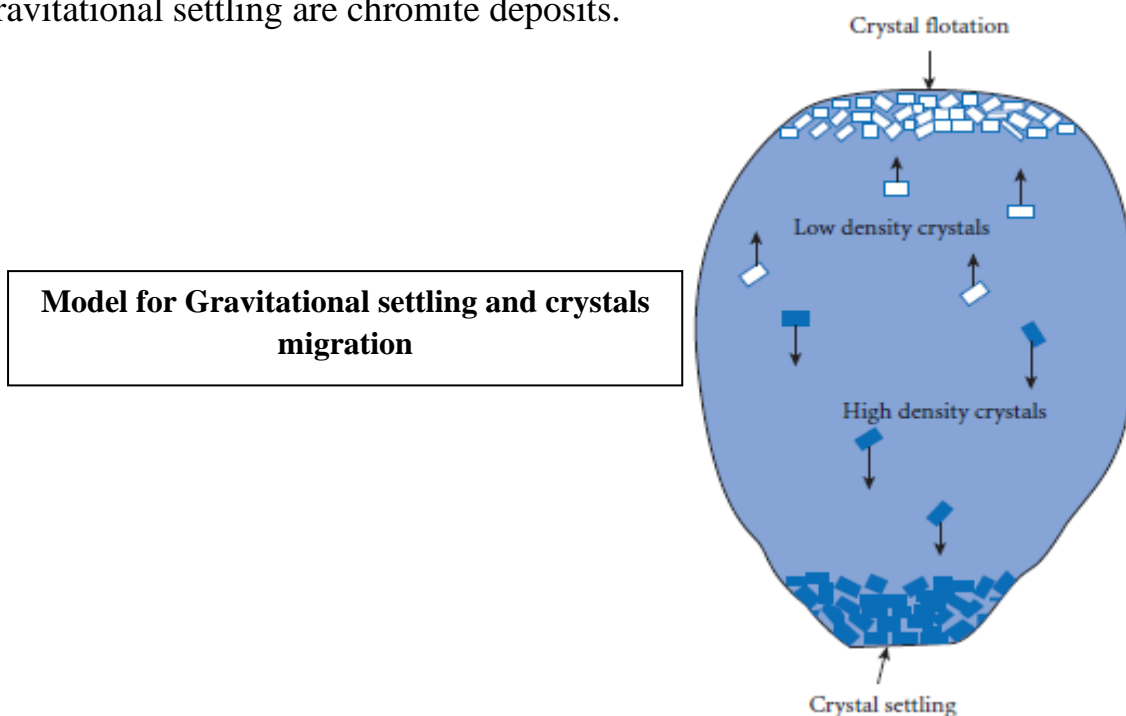 ravitational settling are chromite deposits.
Crystal flotation
Low density crystals
Model for Gravitational settling and crystals
migration
High density crystals
Crystal settling